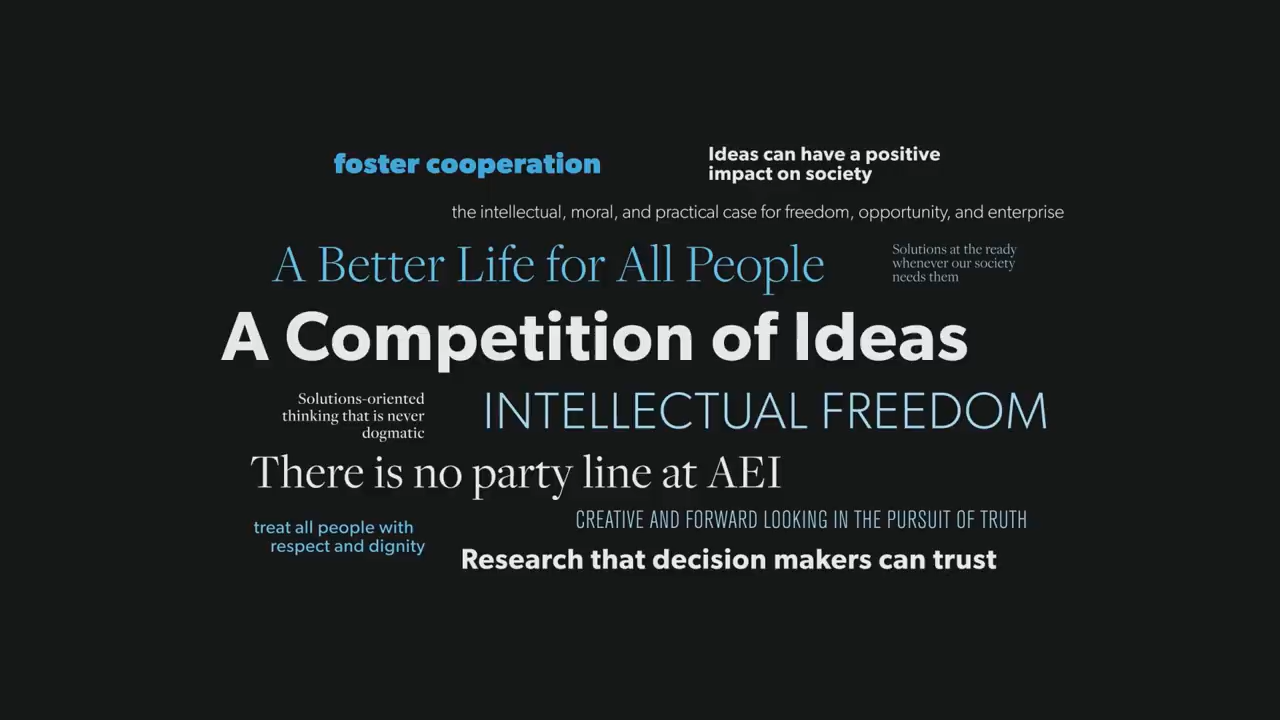 foster cooperation
Ideas can have a positive
impact on society
the intellectual, moral, and practical case for freedom, opportunity, and enterprise
A Better Life for All People
Solutions at the ready
whenever our society
needs them
A Competition of Ideas
Solutions-oriented
thinking that is never
dogmatic
INTELLECTUAL FREEDOM
There is no party line at AEI
CREATIVE AND FORWARD LOOKING IN THE PURSUIT OF TRUTH
treat all people with
respect and dignity
Research that decision makers can trust